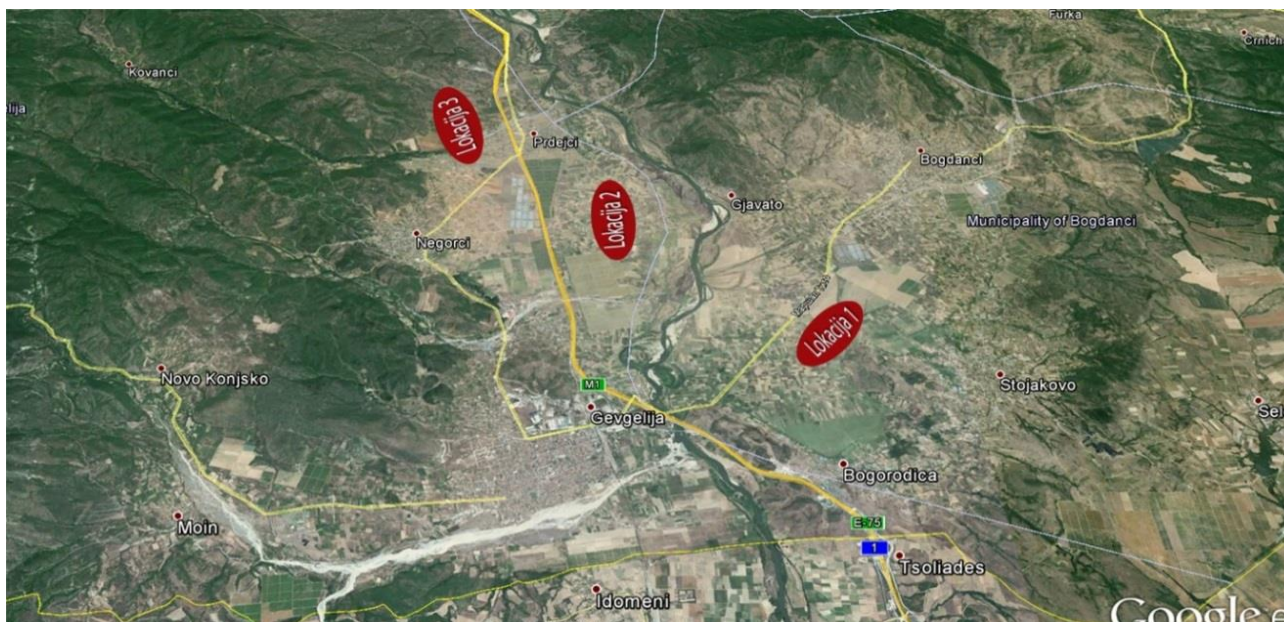 Furka
Crnich
Kovanci
elija
Lokacija 3
Prdejci
Bogdanci
Lokacija 2
Gjavato
Municipality of Bogdanci
Negorci
Lokacija 1
Novo Konjsko
Stojakovo
M1
Gevgelija
Sel
Bogorodica
Moin
E-75
1
Tsoliades
Idomeni
Google e